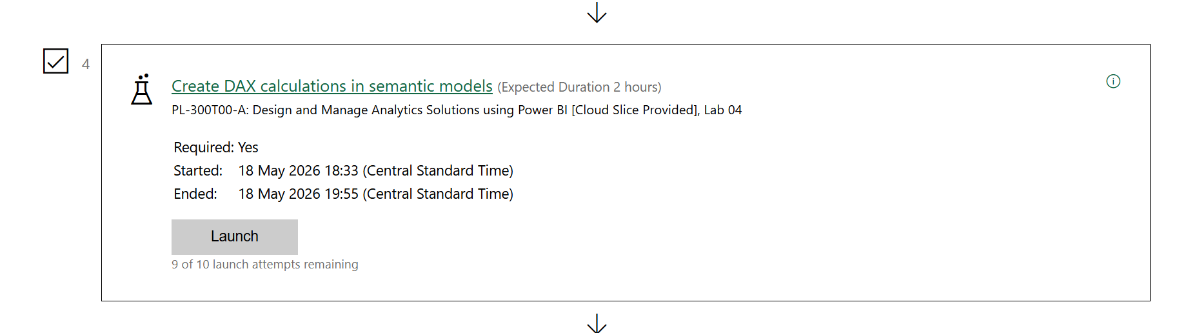 4
Create DAX calculations in semantic models (Expected Duration 2 hours)
PL-300T00-A: Design and Manage Analytics Solutions using Power BI [Cloud Slice Provided], Lab 04
Required: Yes
Started: 18 May 2026 18:33 (Central Standard Time)
Ended: 18 May 2026 19:55 (Central Standard Time)
Launch
9 of 10 launch attempts remaining